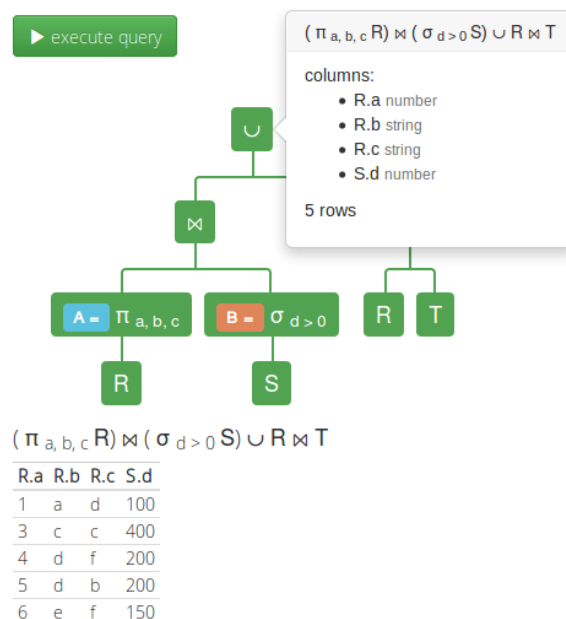 ▶ execute query
( π a, b, c R ) ⋈ ( σ d > 0 S ) ∪ R ⋈ T
columns:
• R.a number
• R.b string
• R.c string
• S.d number
5 rows
∪
⋈
A = π a, b, c
B = σ d > 0
R T
R S
( π a, b, c R ) ⋈ ( σ d > 0 S ) ∪ R ⋈ T
R.a R.b R.c S.d
1 a d 100
3 c c 400
4 d f 200
5 d b 200
6 e f 150